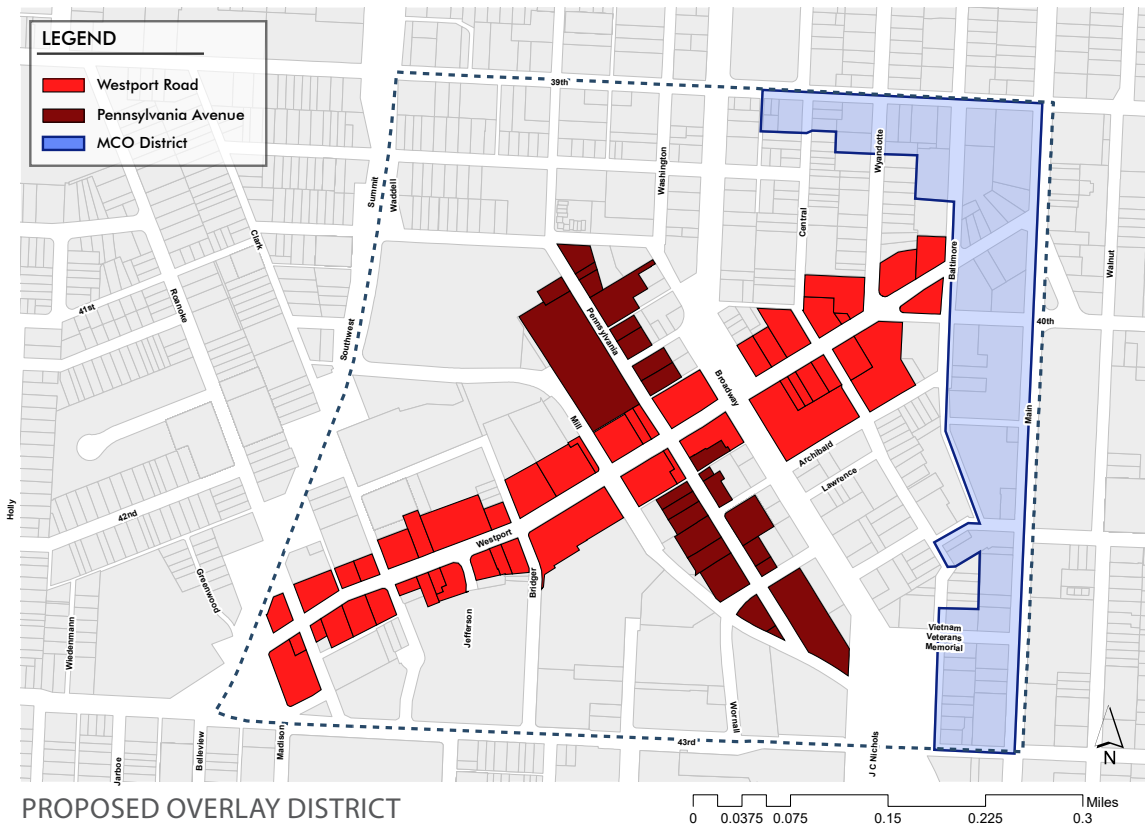 LEGEND
Westport Road
Pennsylvania Avenue
MCO District
39th
Summit
Waddell
Washington
Wyandotte
Central
Clark
Baltimore
Walnut
41st
Roanoke
Southwest
Pennsylvania
40th
Broadway
Main
Mill
Archibald
Lawrence
Holly
42nd
Westport
Greenwood
Bridger
Jefferson
Wiedenmann
Vietnam
Veterans
Memorial
Wornall
43rd
Madison
Belleview
Jarboe
J C Nichols
N
PROPOSED OVERLAY DISTRICT
Miles
0 0.0375 0.075 0.15 0.225 0.3